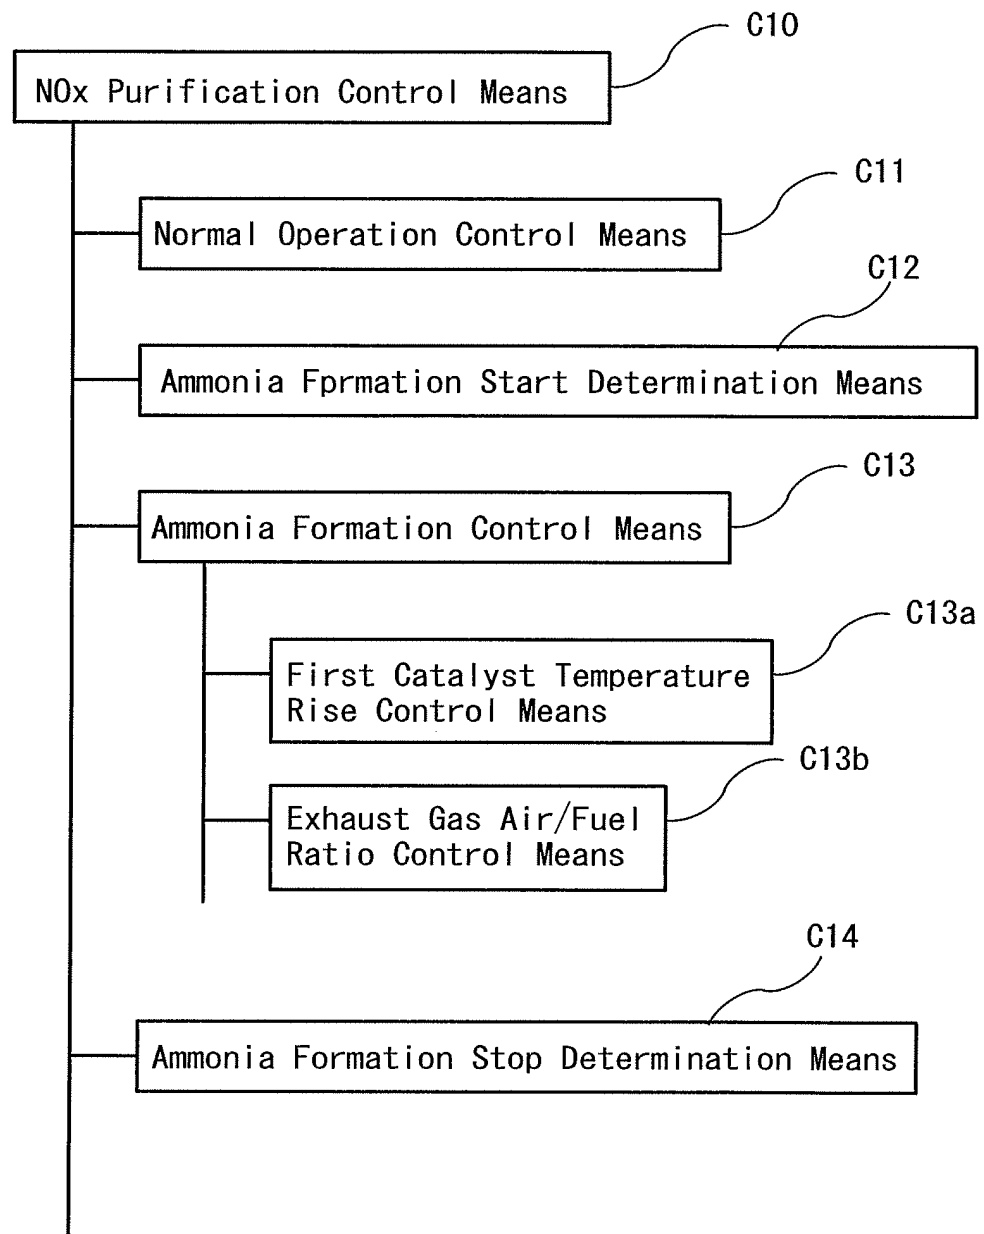 C10
NOx Purification Control Means
C11
Normal Operation Control Means
C12
Ammonia Fprmation Start Determination Means
C13
Ammonia Formation Control Means
C13a
First Catalyst Temperature
Rise Control Means
C13b
Exhaust Gas Air/Fuel
Ratio Control Means
C14
Ammonia Formation Stop Determination Means